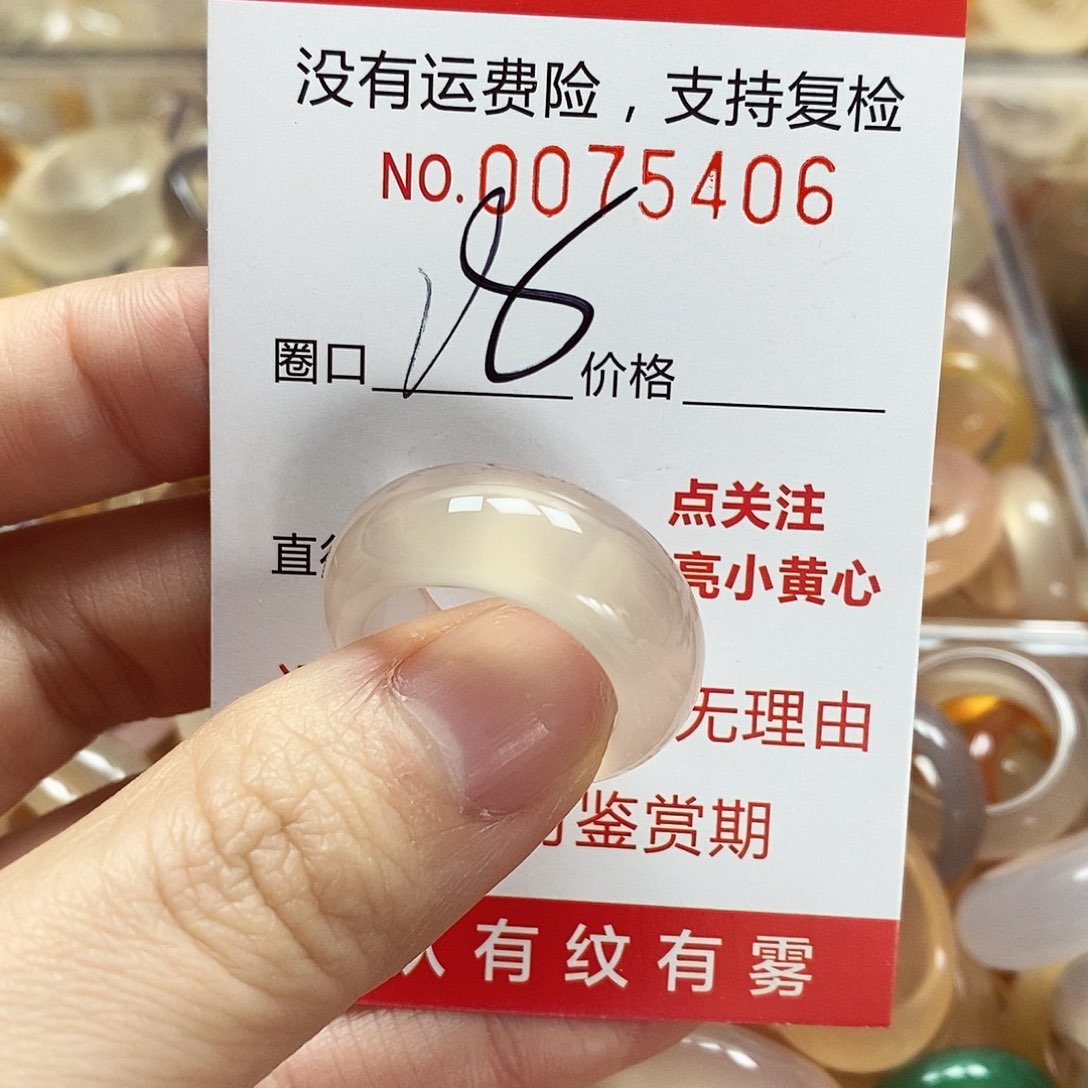 没有运费险，支持复检
NO.0075406
圈口 18 价格
点关注
直
亮小黄心
无理由
鉴赏期
有纹有雾